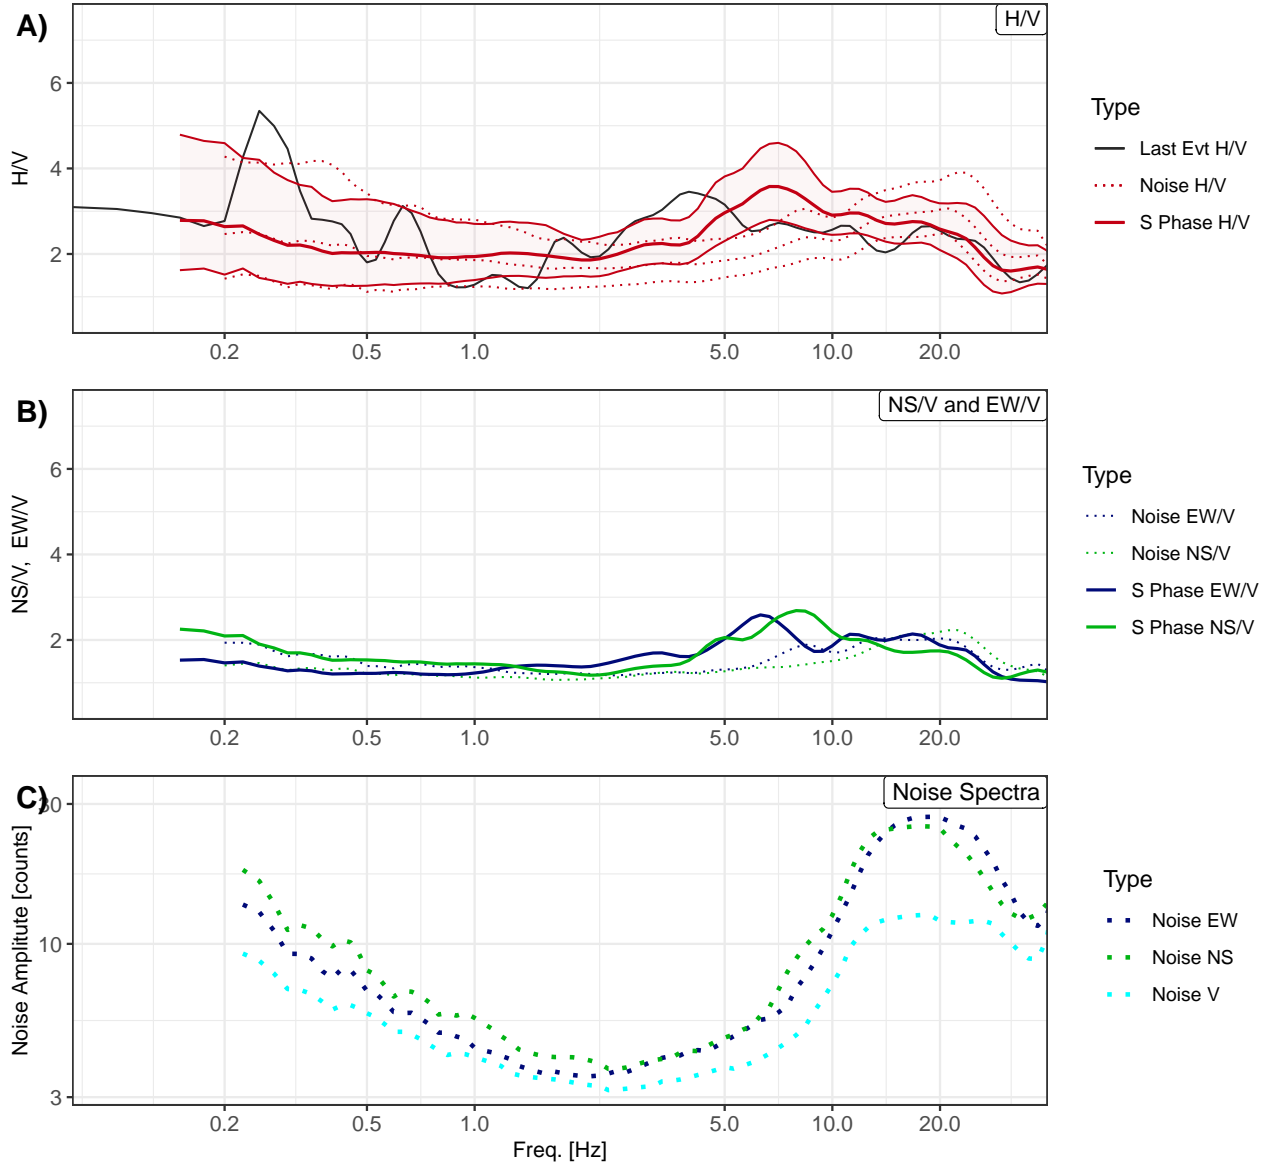 A)
H/V
H/V
6
4
2
0.2 0.5 1.0 5.0 10.0 20.0
Type
Last Evt H/V
Noise H/V
S Phase H/V
B)
NS/V and EW/V
NS/V, EW/V
6
4
2
0.2 0.5 1.0 5.0 10.0 20.0
Type
Noise EW/V
Noise NS/V
S Phase EW/V
S Phase NS/V
C)
Noise Spectra
Noise Amplitute [counts]
30
10
3
0.2 0.5 1.0 5.0 10.0 20.0
Freq. [Hz]
Type
Noise EW
Noise NS
Noise V